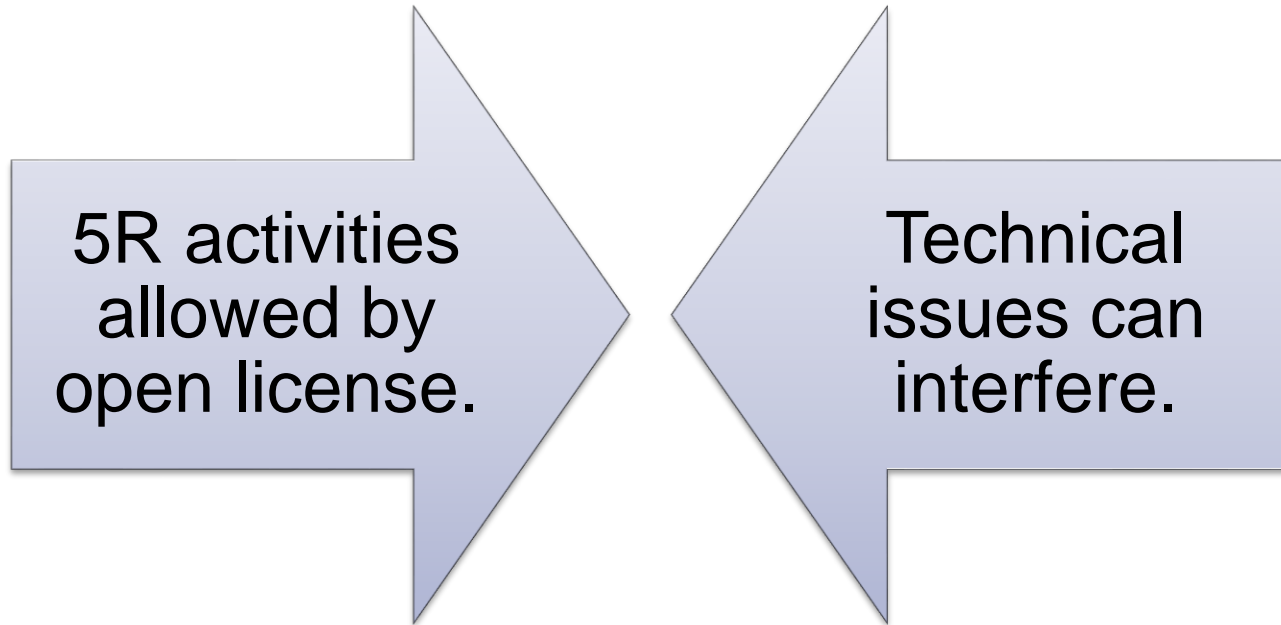 5R activities
allowed by
open license.
Technical
issues can
interfere.